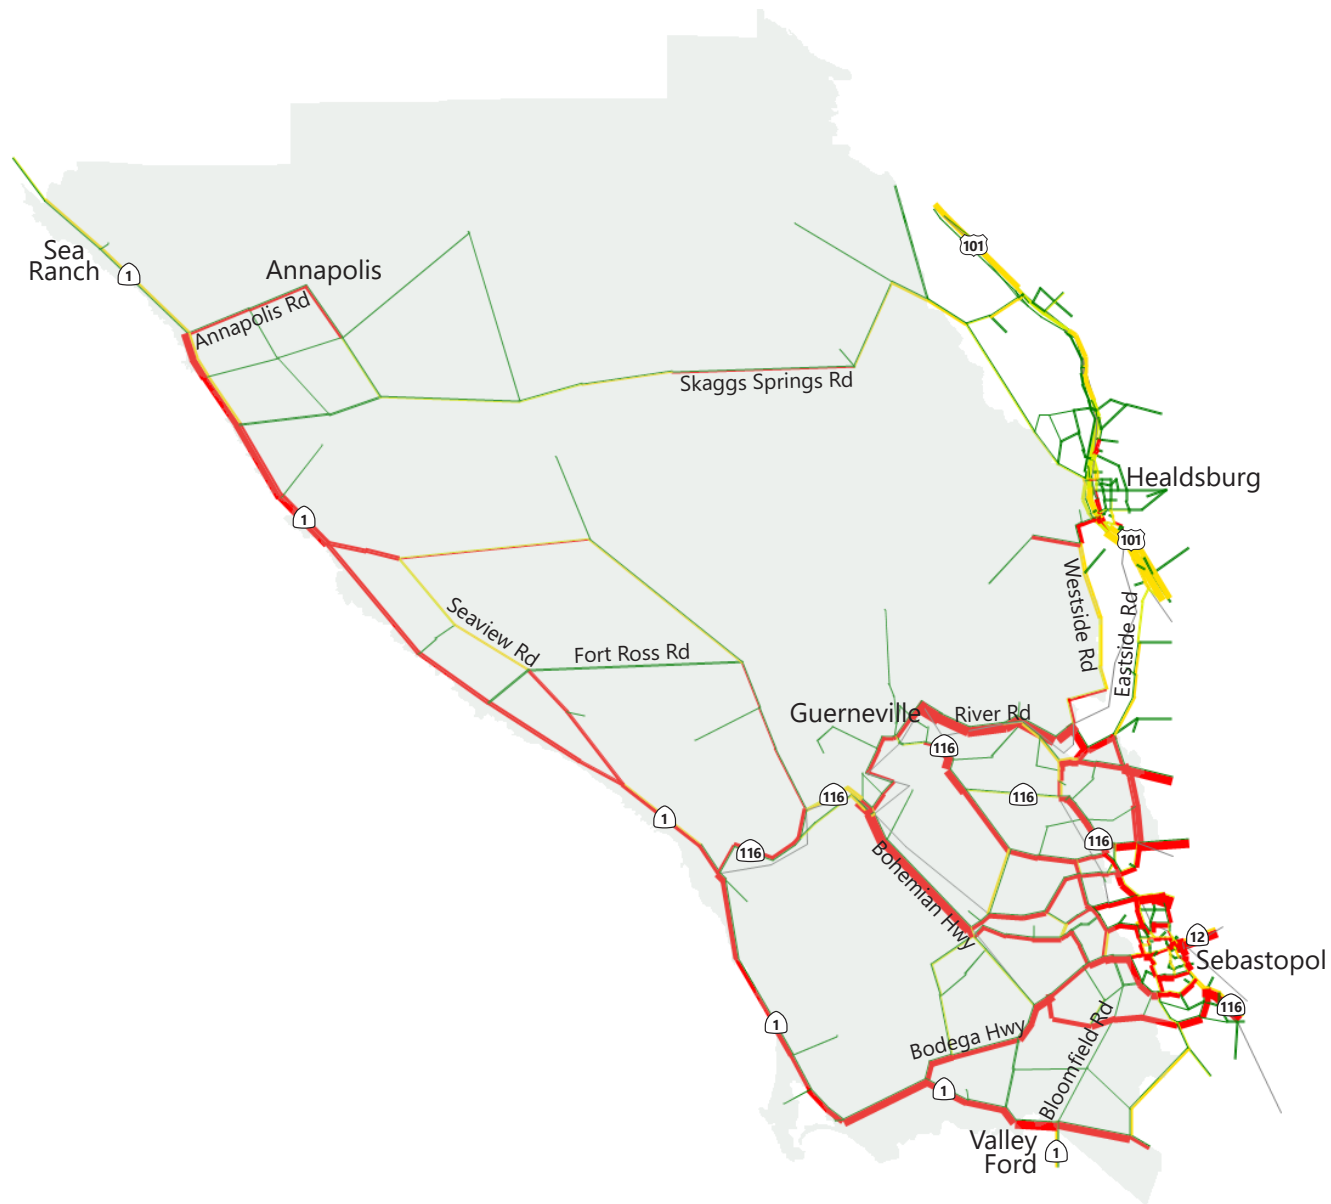 101
Sea
Ranch
1
Annapolis
Annapolis Rd
Skaggs Springs Rd
Healdsburg
1
101
Westside Rd
Eastside Rd
Seaview Rd
Fort Ross Rd
Guerneville
River Rd
116
116
116
1
116
116
Bohemian Hwy
12
Sebastopol
116
1
Bodega Hwy
Bloomfield Rd
1
Valley
Ford
1